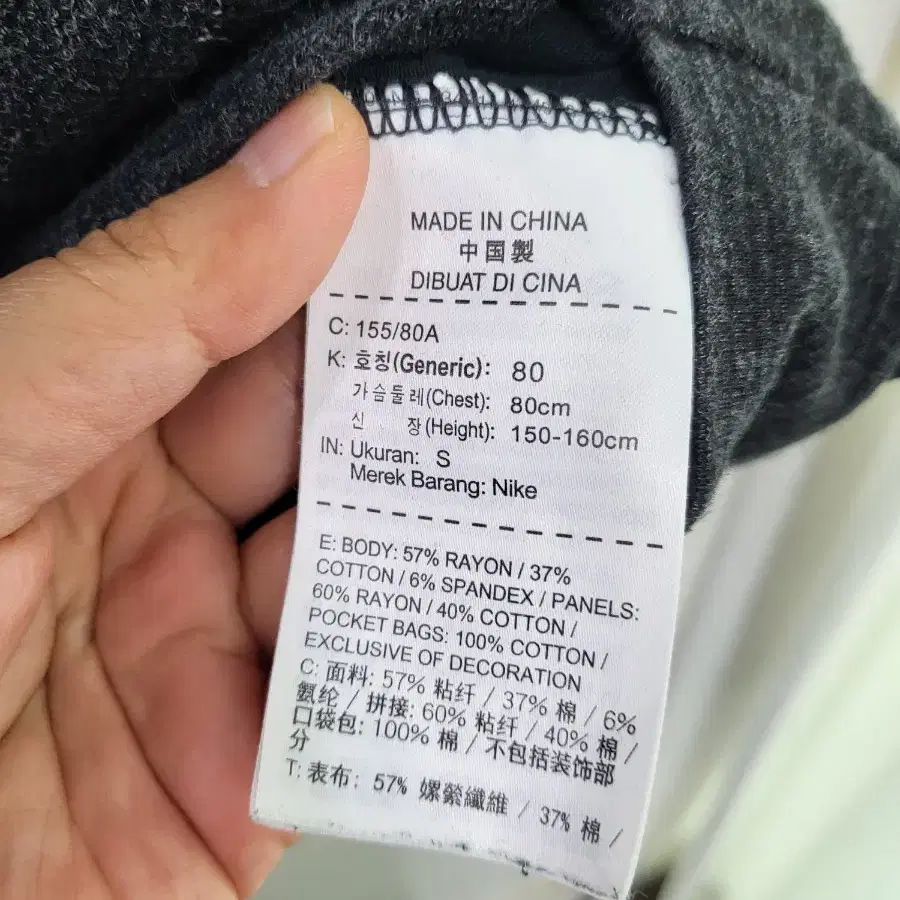 MADE IN CHINA
中国製
DIBUAT DI CINA
C: 155/80A
K: 호칭(Generic): 80
가슴둘레(Chest): 80cm
신 장(Height): 150-160cm
IN: Ukuran: S
Merek Barang: Nike
E: BODY: 57% RAYON / 37%
COTTON / 6% SPANDEX / PANELS:
60% RAYON / 40% COTTON /
POCKET BAGS: 100% COTTON /
EXCLUSIVE OF DECORATION
C: 面料: 57% 粘纤 / 37% 棉 / 6%
氨纶 / 拼接: 60% 粘纤 / 40% 棉 /
口袋包: 100% 棉 / 不包括装饰部
分
T: 表布: 57% 嫘縈纖維 / 37% 棉 /